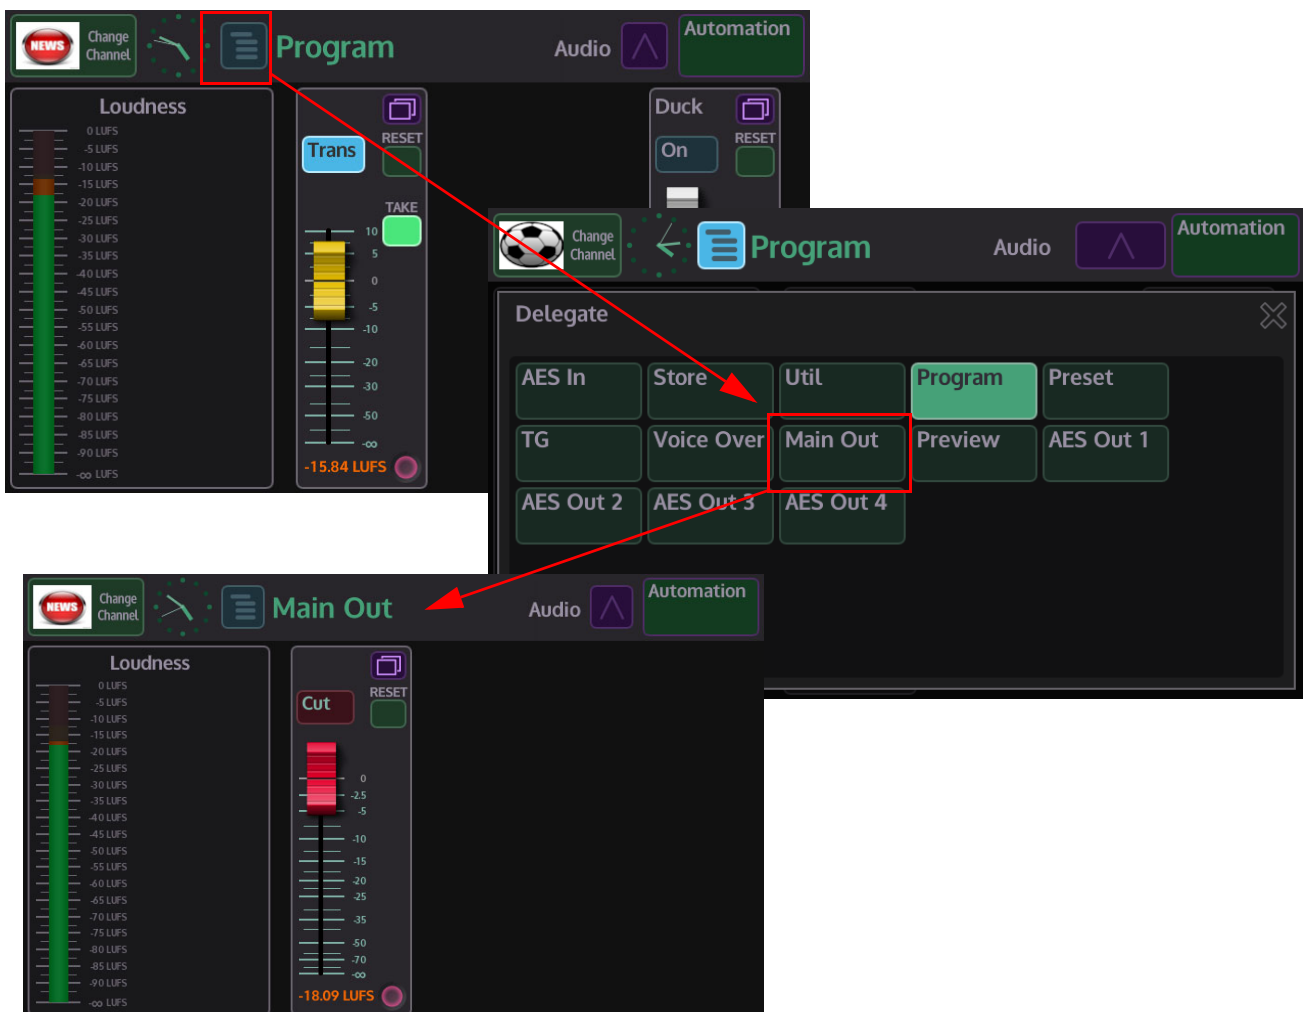 NEWS
Change
Channel
Program
Audio
Automation
Loudness
0 LUFS
-5 LUFS
-10 LUFS
-15 LUFS
-20 LUFS
-25 LUFS
-30 LUFS
-35 LUFS
-40 LUFS
-45 LUFS
-50 LUFS
-55 LUFS
-60 LUFS
-65 LUFS
-70 LUFS
-75 LUFS
-80 LUFS
-85 LUFS
-90 LUFS
-∞ LUFS
RESET
Trans
TAKE
10
5
0
-5
-10
-20
-30
-50
-∞
-15.84 LUFS
Duck
RESET
On
Change
Channel
Program
Audio
Automation
Delegate
AES In
Store
Util
Program
Preset
TG
Voice Over
Main Out
Preview
AES Out 1
AES Out 2
AES Out 3
AES Out 4
NEWS
Change
Channel
Main Out
Audio
Automation
Loudness
0 LUFS
-5 LUFS
-10 LUFS
-15 LUFS
-20 LUFS
-25 LUFS
-30 LUFS
-35 LUFS
-40 LUFS
-45 LUFS
-50 LUFS
-55 LUFS
-60 LUFS
-65 LUFS
-70 LUFS
-75 LUFS
-80 LUFS
-85 LUFS
-90 LUFS
-∞ LUFS
RESET
Cut
0
-2.5
-5
-10
-15
-20
-25
-35
-50
-70
-∞
-18.09 LUFS